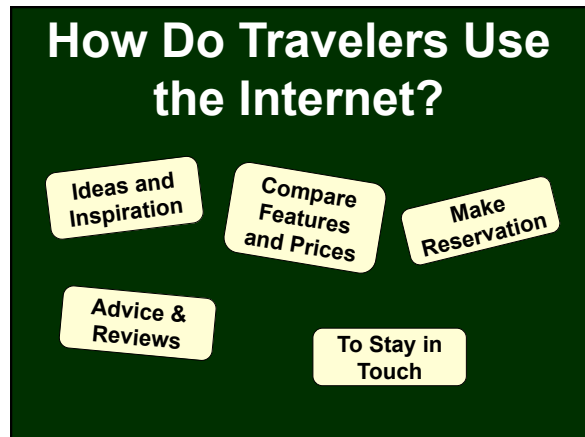 How Do Travelers Use
the Internet?
Ideas and
Inspiration
Compare
Features
and Prices
Make
Reservation
Advice &
Reviews
To Stay in
Touch